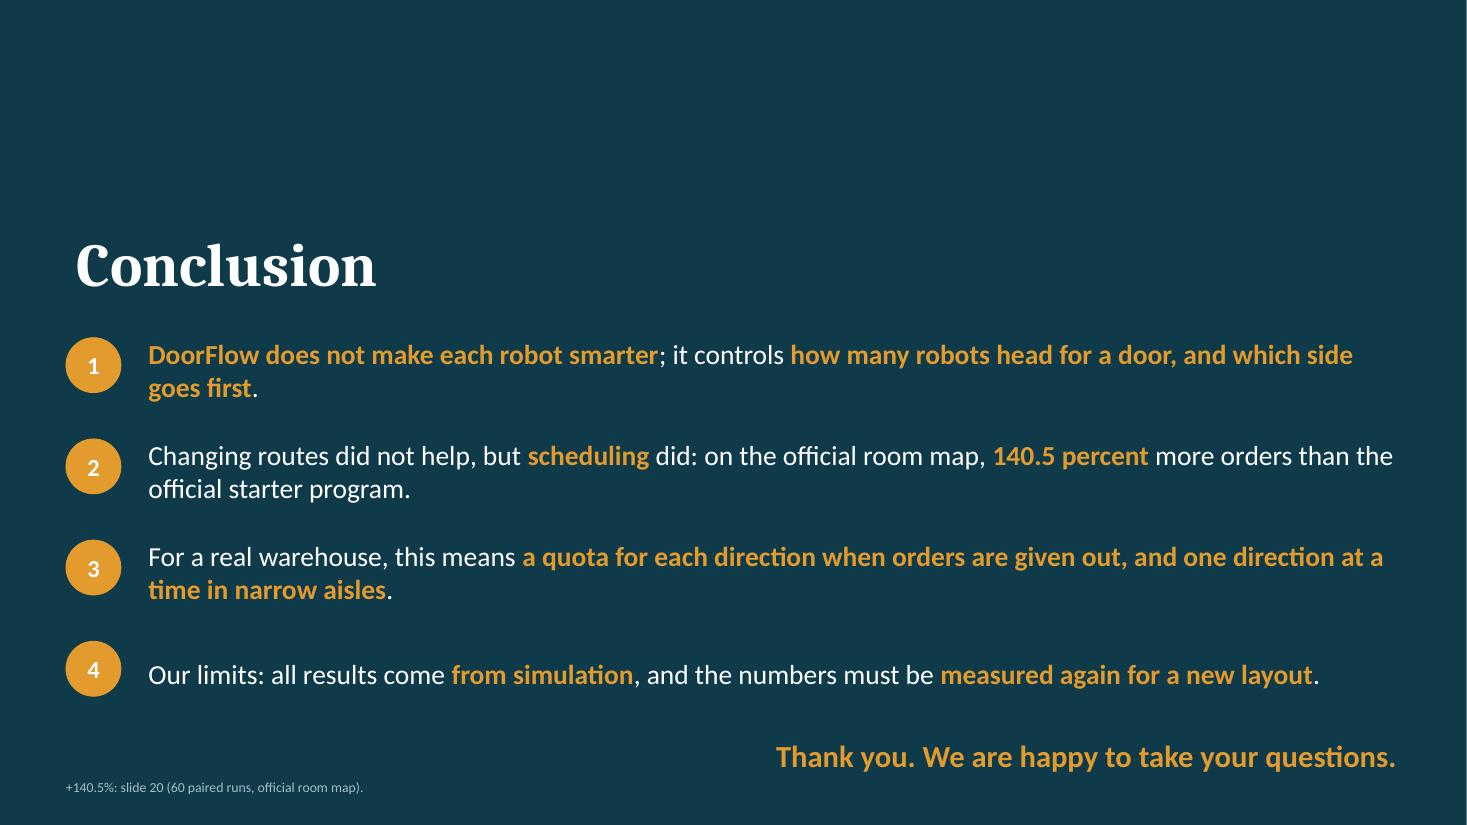 Conclusion
1
DoorFlow does not make each robot smarter; it controls how many robots head for a door, and which side
goes first.
2
Changing routes did not help, but scheduling did: on the official room map, 140.5 percent more orders than the
official starter program.
3
For a real warehouse, this means a quota for each direction when orders are given out, and one direction at a
time in narrow aisles.
4
Our limits: all results come from simulation, and the numbers must be measured again for a new layout.
Thank you. We are happy to take your questions.
+140.5%: slide 20 (60 paired runs, official room map).